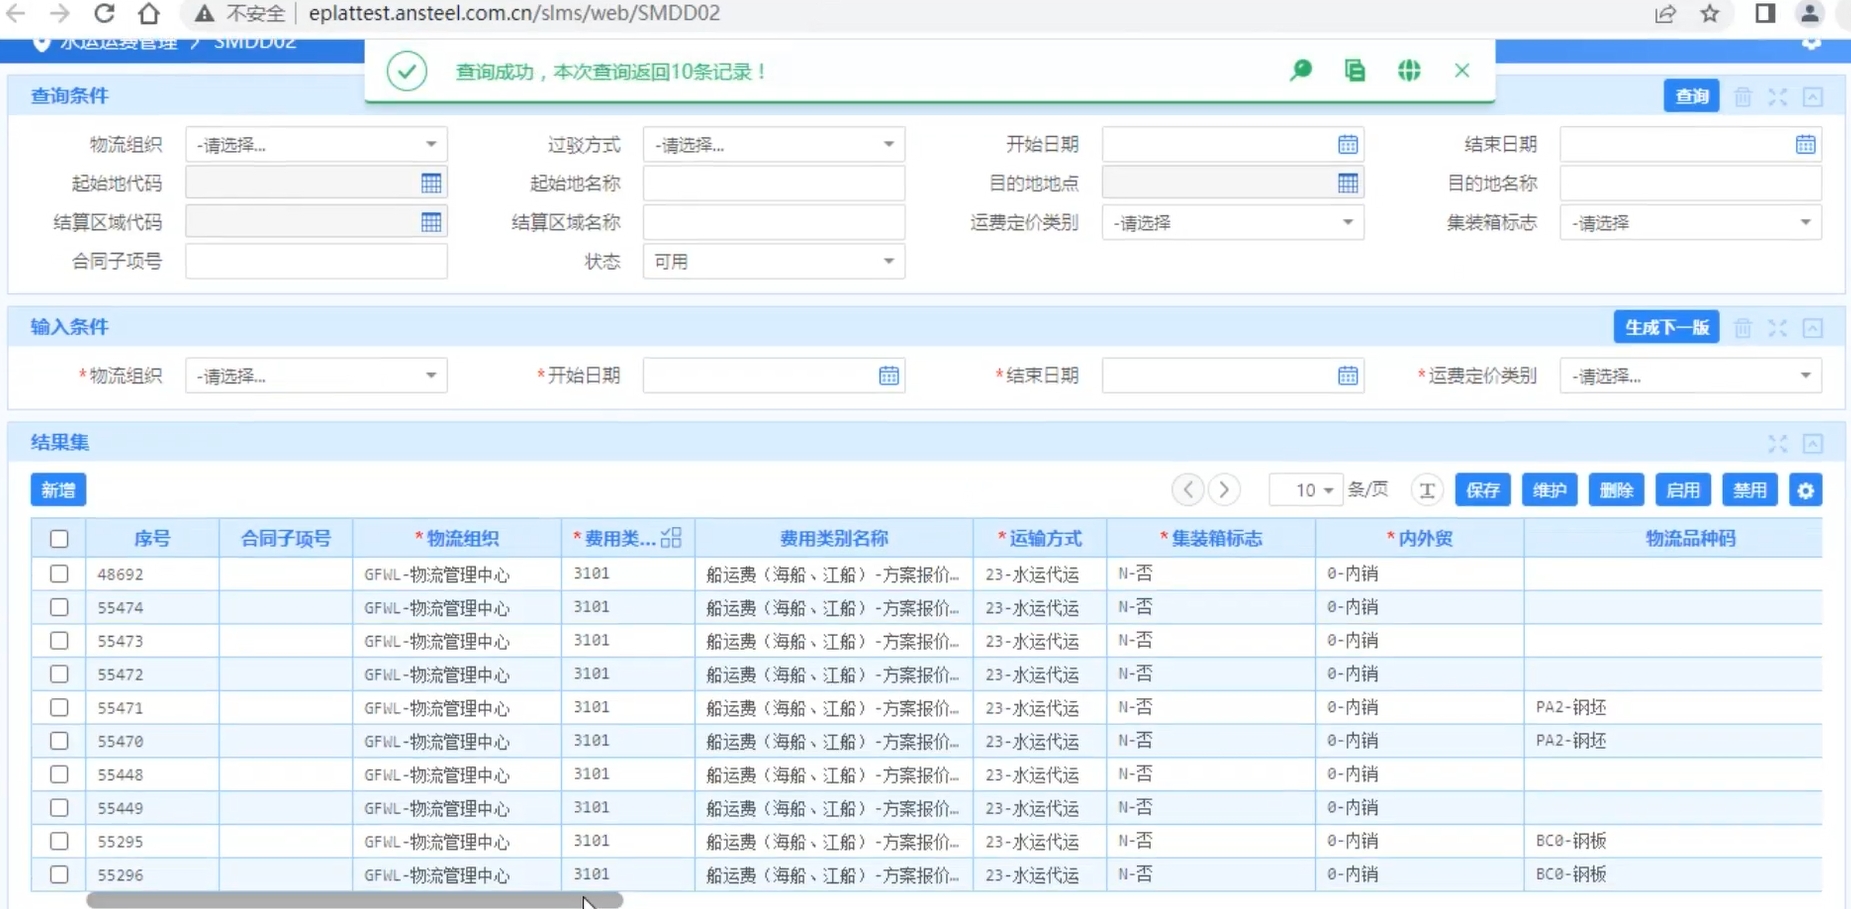 不安全 eplattest.ansteel.com.cn/slms/web/SMDD02
水运运费管理 > SMDD02
查询成功，本次查询返回10条记录！
查询条件 查询
物流组织 -请选择... 过驳方式 -请选择... 开始日期 结束日期
起始地代码 起始地名称 目的地地点 目的地名称
结算区域代码 结算区域名称 运费定价类别 -请选择 集装箱标志 -请选择
合同子项号 状态 可用
输入条件 生成下一版
*物流组织 -请选择... *开始日期 *结束日期 *运费定价类别 -请选择...
结果集
新增 10 条/页 保存 维护 删除 启用 禁用
序号 合同子项号 *物流组织 *费用类... 费用类别名称 *运输方式 *集装箱标志 *内外贸 物流品种码
48692 GFWL-物流管理中心 3101 船运费（海船、江船）-方案报价... 23-水运代运 N-否 0-内销
55474 GFWL-物流管理中心 3101 船运费（海船、江船）-方案报价... 23-水运代运 N-否 0-内销
55473 GFWL-物流管理中心 3101 船运费（海船、江船）-方案报价... 23-水运代运 N-否 0-内销
55472 GFWL-物流管理中心 3101 船运费（海船、江船）-方案报价... 23-水运代运 N-否 0-内销
55471 GFWL-物流管理中心 3101 船运费（海船、江船）-方案报价... 23-水运代运 N-否 0-内销 PA2-钢坯
55470 GFWL-物流管理中心 3101 船运费（海船、江船）-方案报价... 23-水运代运 N-否 0-内销 PA2-钢坯
55448 GFWL-物流管理中心 3101 船运费（海船、江船）-方案报价... 23-水运代运 N-否 0-内销
55449 GFWL-物流管理中心 3101 船运费（海船、江船）-方案报价... 23-水运代运 N-否 0-内销
55295 GFWL-物流管理中心 3101 船运费（海船、江船）-方案报价... 23-水运代运 N-否 0-内销 BC0-钢板
55296 GFWL-物流管理中心 3101 船运费（海船、江船）-方案报价... 23-水运代运 N-否 0-内销 BC0-钢板